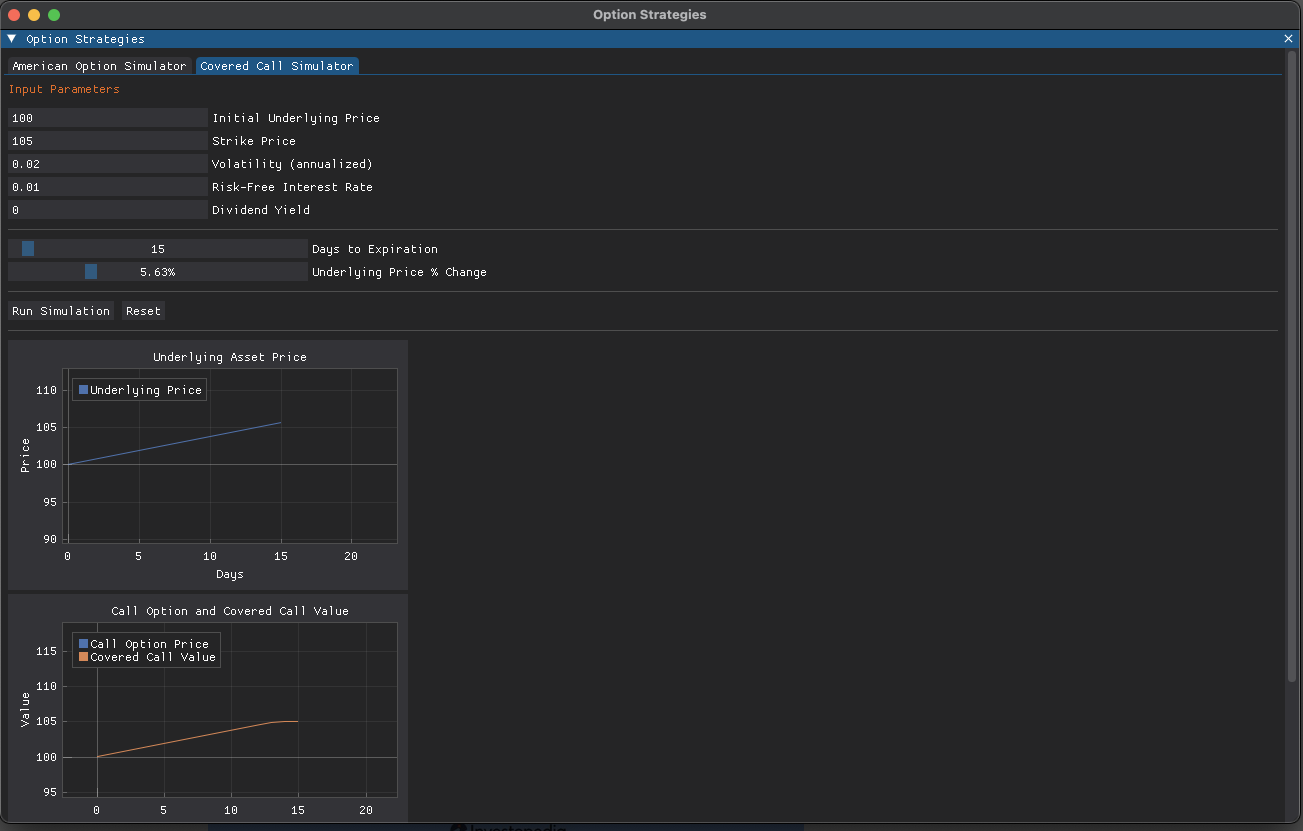 Option Strategies
Option Strategies
American Option Simulator Covered Call Simulator
Input Parameters
100 Initial Underlying Price
105 Strike Price
0.02 Volatility (annualized)
0.01 Risk-Free Interest Rate
0 Dividend Yield
15 Days to Expiration
5.63% Underlying Price % Change
Run Simulation Reset
Underlying Asset Price
Underlying Price
110
105
100
95
90
Price
0 5 10 15 20
Days
Call Option and Covered Call Value
Call Option Price
Covered Call Value
115
110
105
100
95
Value
0 5 10 15 20